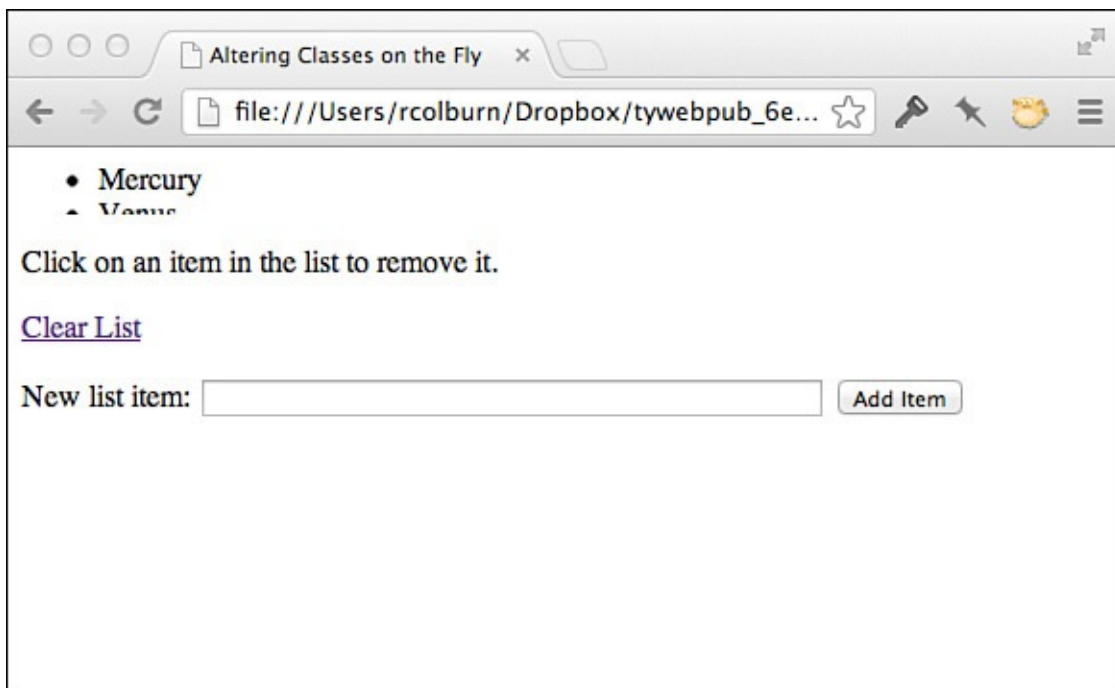 Altering Classes on the Fly
file:///Users/rcolburn/Dropbox/tywebpub_6e...
Mercury
Venus
Click on an item in the list to remove it.
Clear List
New list item:
Add Item